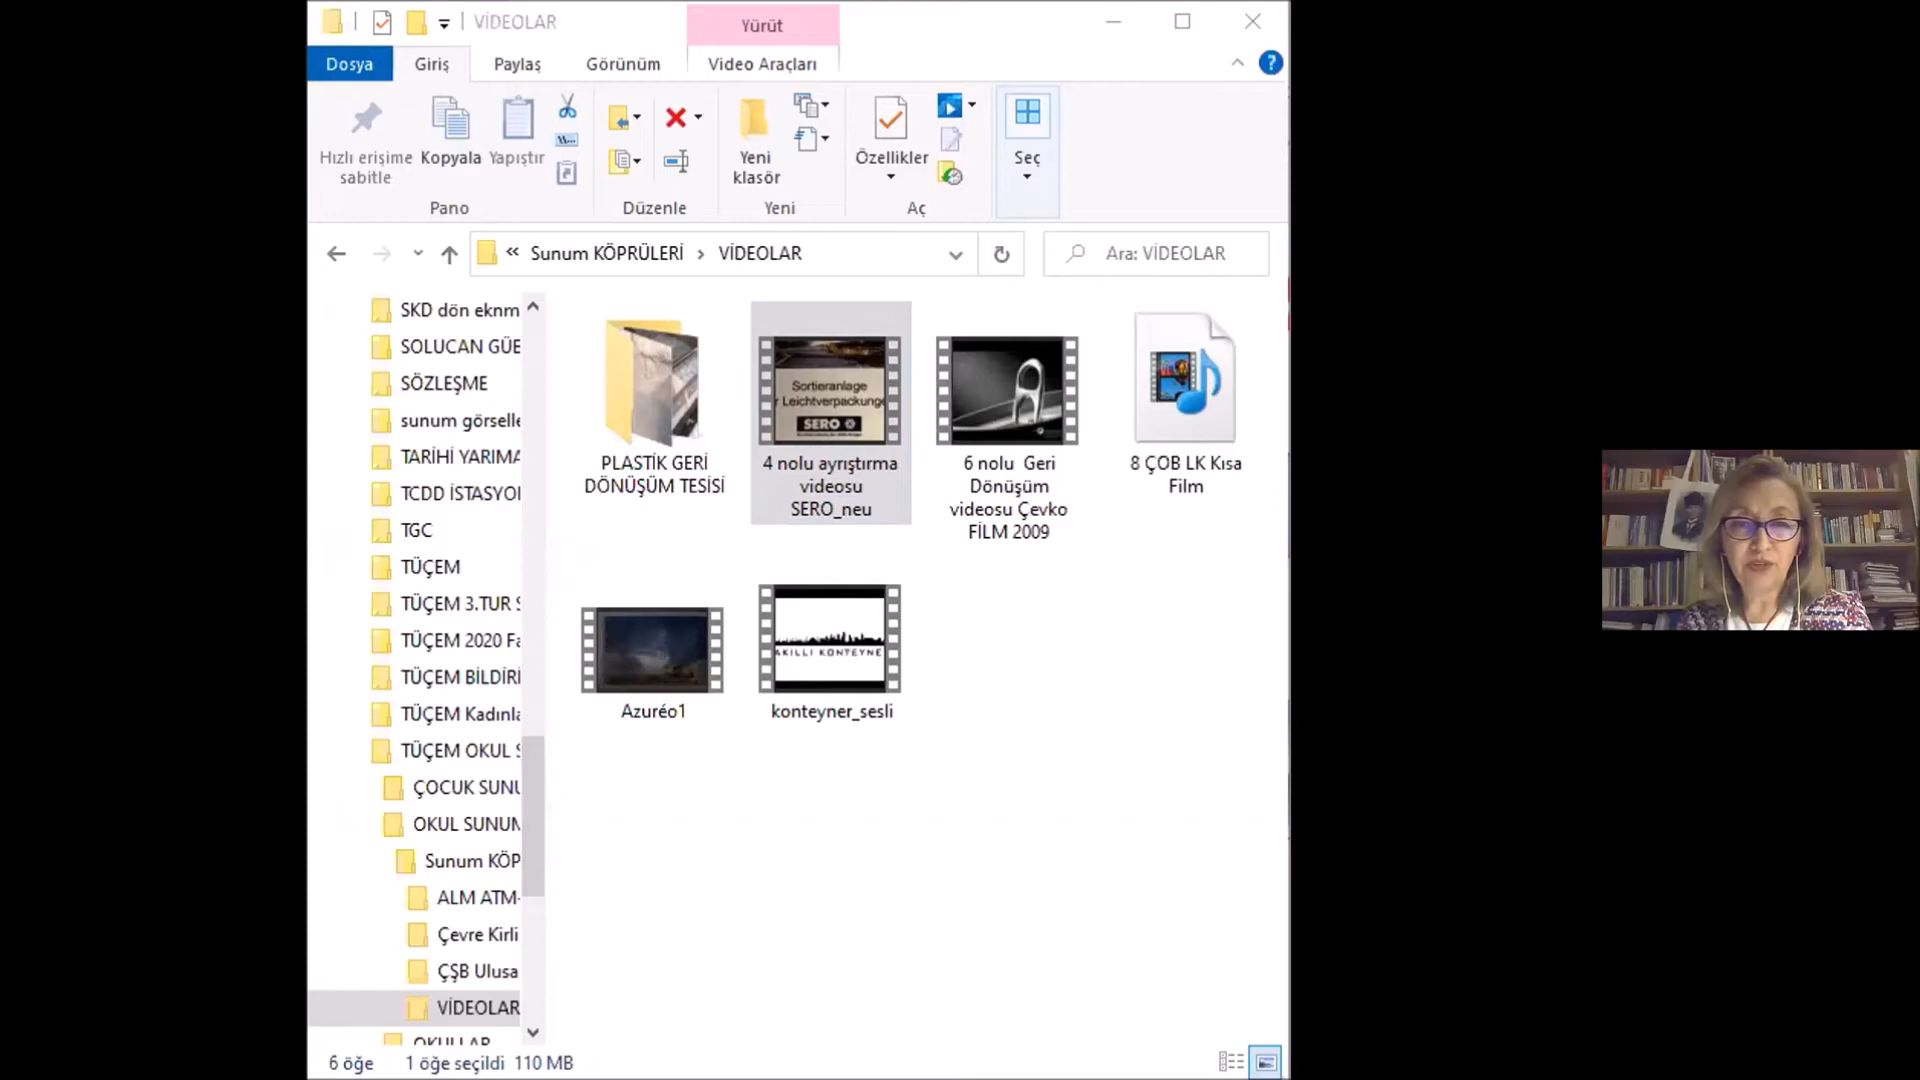 VİDEOLAR
Yürüt
Dosya
Giriş
Paylaş
Görünüm
Video Araçları
Hızlı erişime
sabitle
Kopyala
Yapıştır
Yeni
klasör
Özellikler
Seç
Pano
Düzenle
Yeni
Aç
« Sunum KÖPRÜLERİ › VİDEOLAR
Ara: VİDEOLAR
SKD dön eknm
SOLUCAN GÜE
SÖZLEŞME
sunum görselle
TARİHİ YARIMA
TCDD İSTASYO
TGC
TÜÇEM
TÜÇEM 3.TUR S
TÜÇEM 2020 Fa
TÜÇEM BİLDİRİ
TÜÇEM Kadınla
TÜÇEM OKUL S
ÇOCUK SUNU
OKUL SUNUM
Sunum KÖP
ALM ATM-
Çevre Kirli
ÇŞB Ulusa
VİDEOLAR
OKULLAR
Sortieranlage
r Leichtverpackunge
SERO
PLASTİK GERİ
DÖNÜŞÜM TESİSİ
4 nolu ayrıştırma
videosu
SERO_neu
6 nolu Geri
Dönüşüm
videosu Çevko
FİLM 2009
8 ÇOB LK Kısa
Film
AKILLI KONTEYNE
Azuréo1
konteyner_sesli
6 öğe
1 öğe seçildi 110 MB